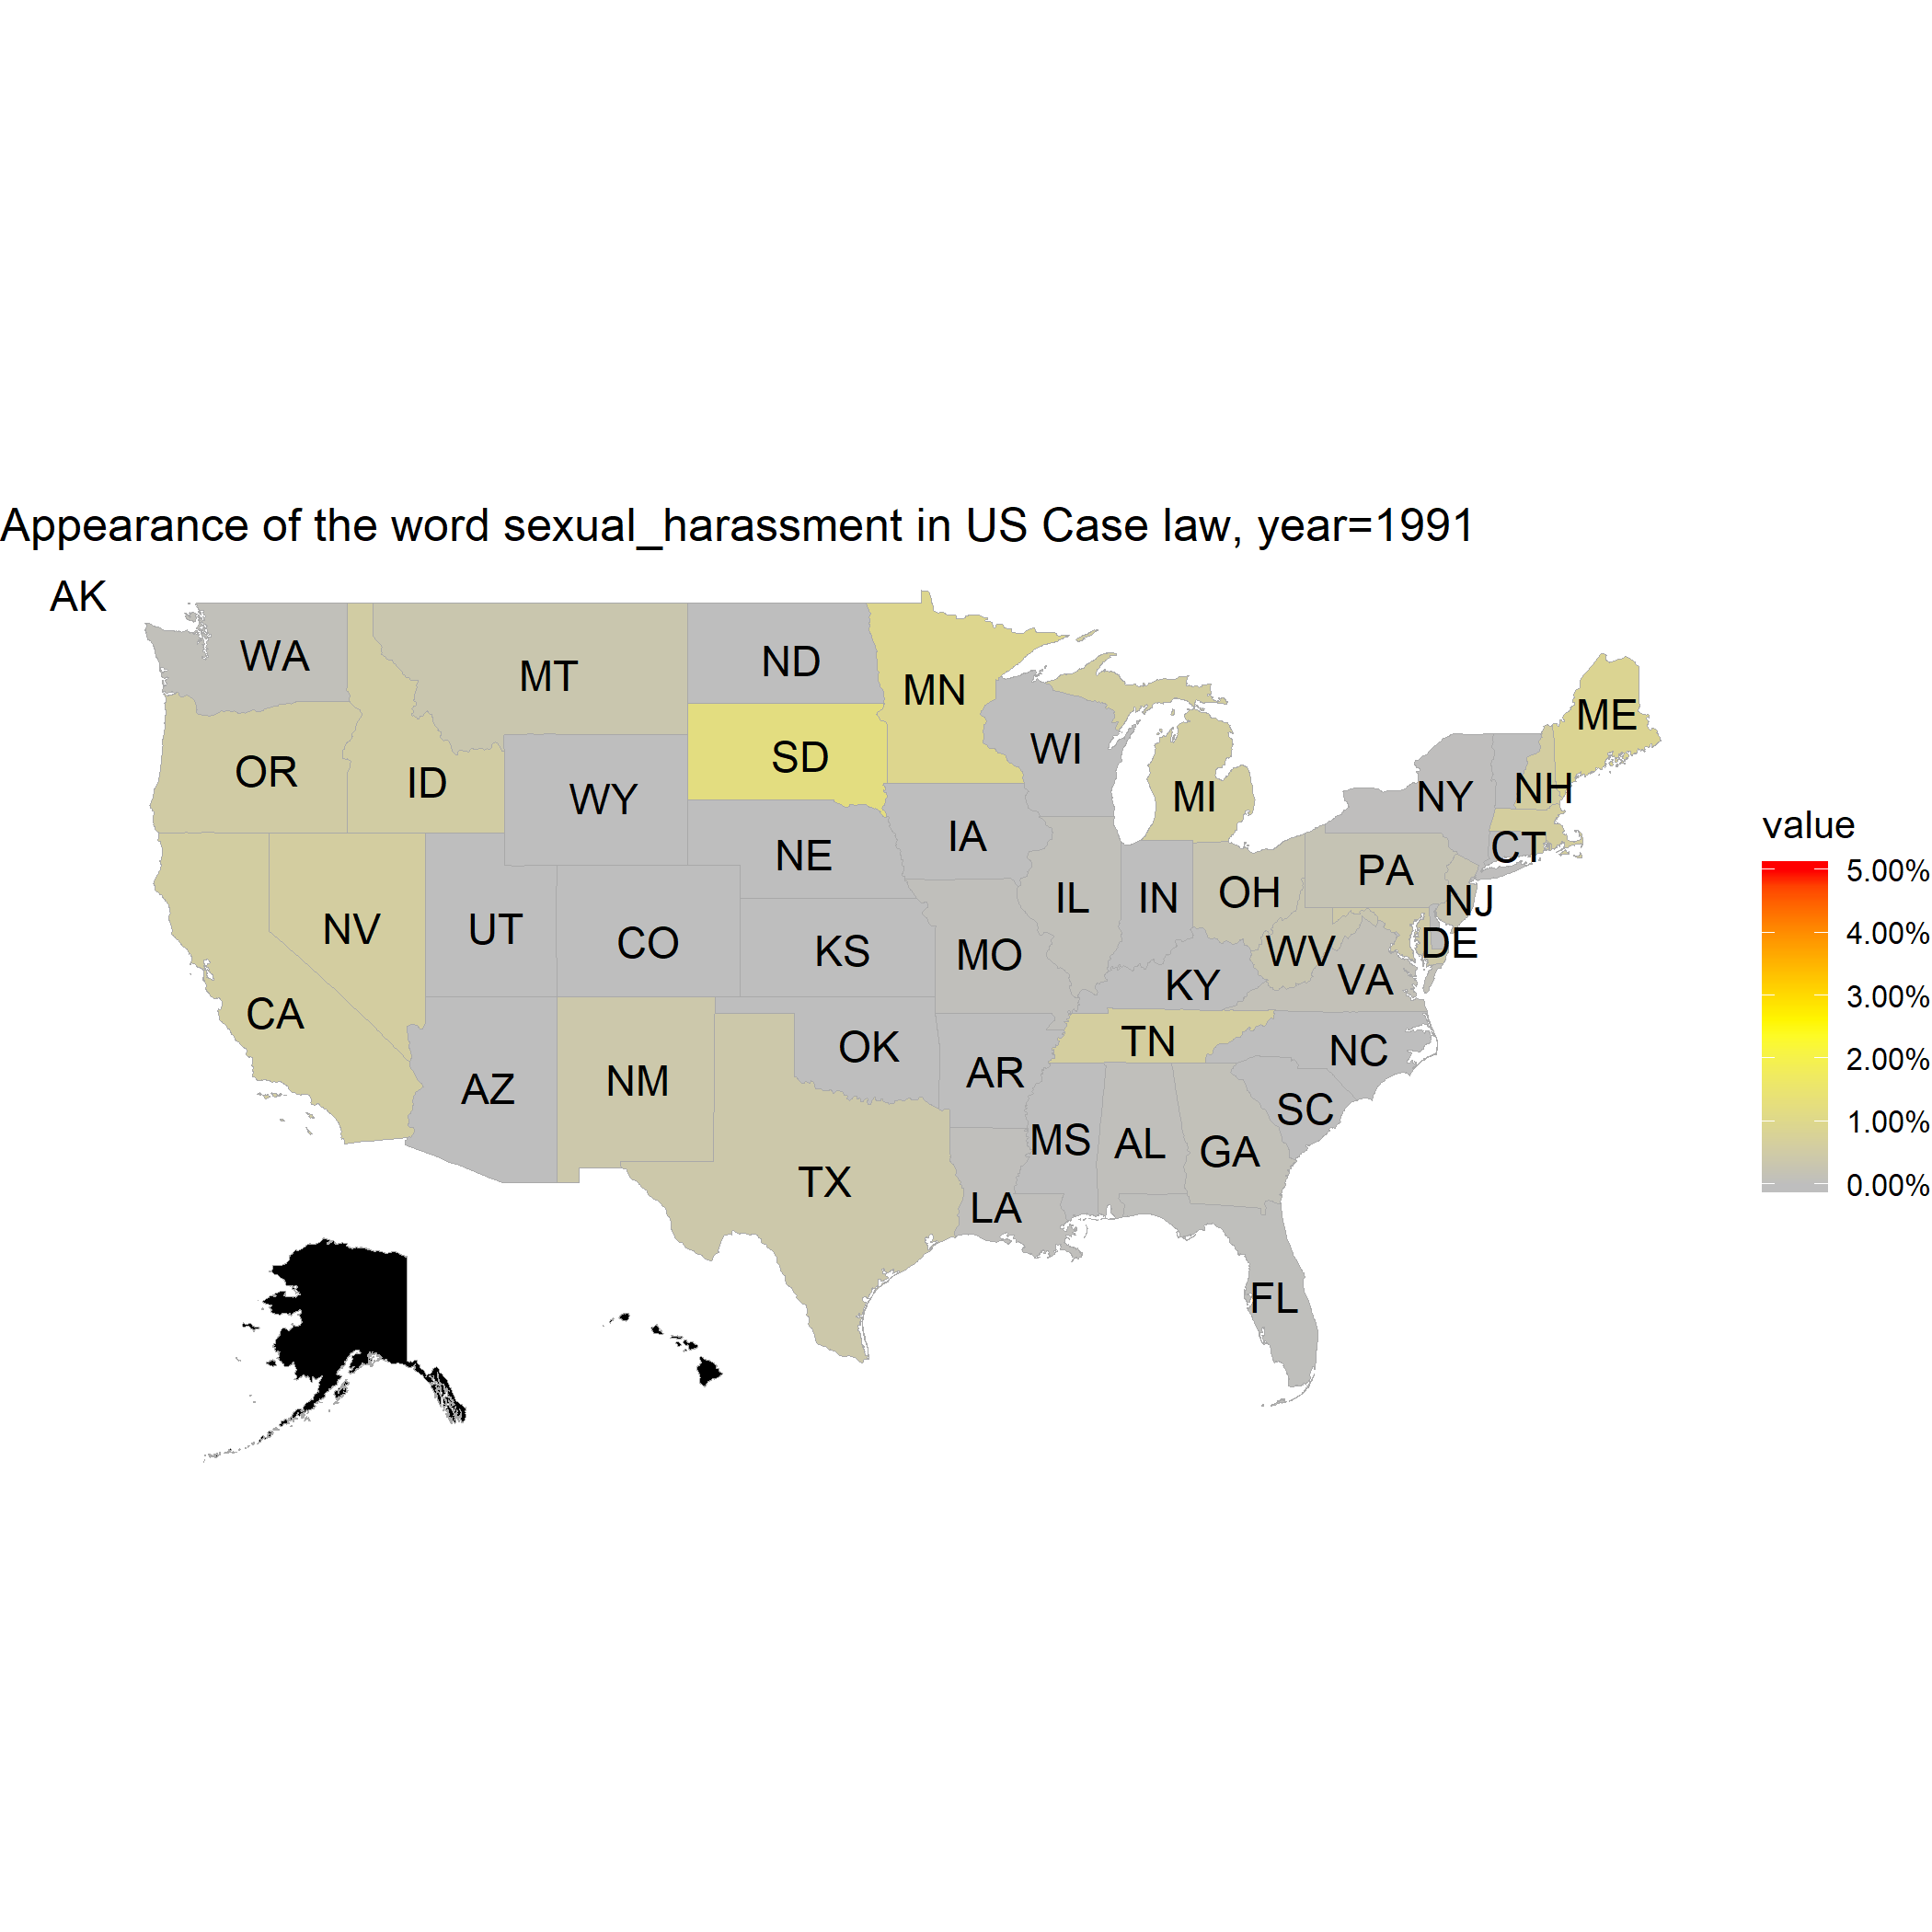 Appearance of the word sexual_harassment in US Case law, year=1991
AK
WA
MT
ND
MN
ME
OR
ID
SD
WI
WY
MI
NY
NH
NE
IA
CT
PA
OH
IL
IN
NJ
NV
UT
CO
KS
MO
WV
DE
VA
KY
CA
TN
NC
OK
AR
NM
AZ
SC
MS
AL
GA
TX
LA
FL
value
5.00%
4.00%
3.00%
2.00%
1.00%
0.00%